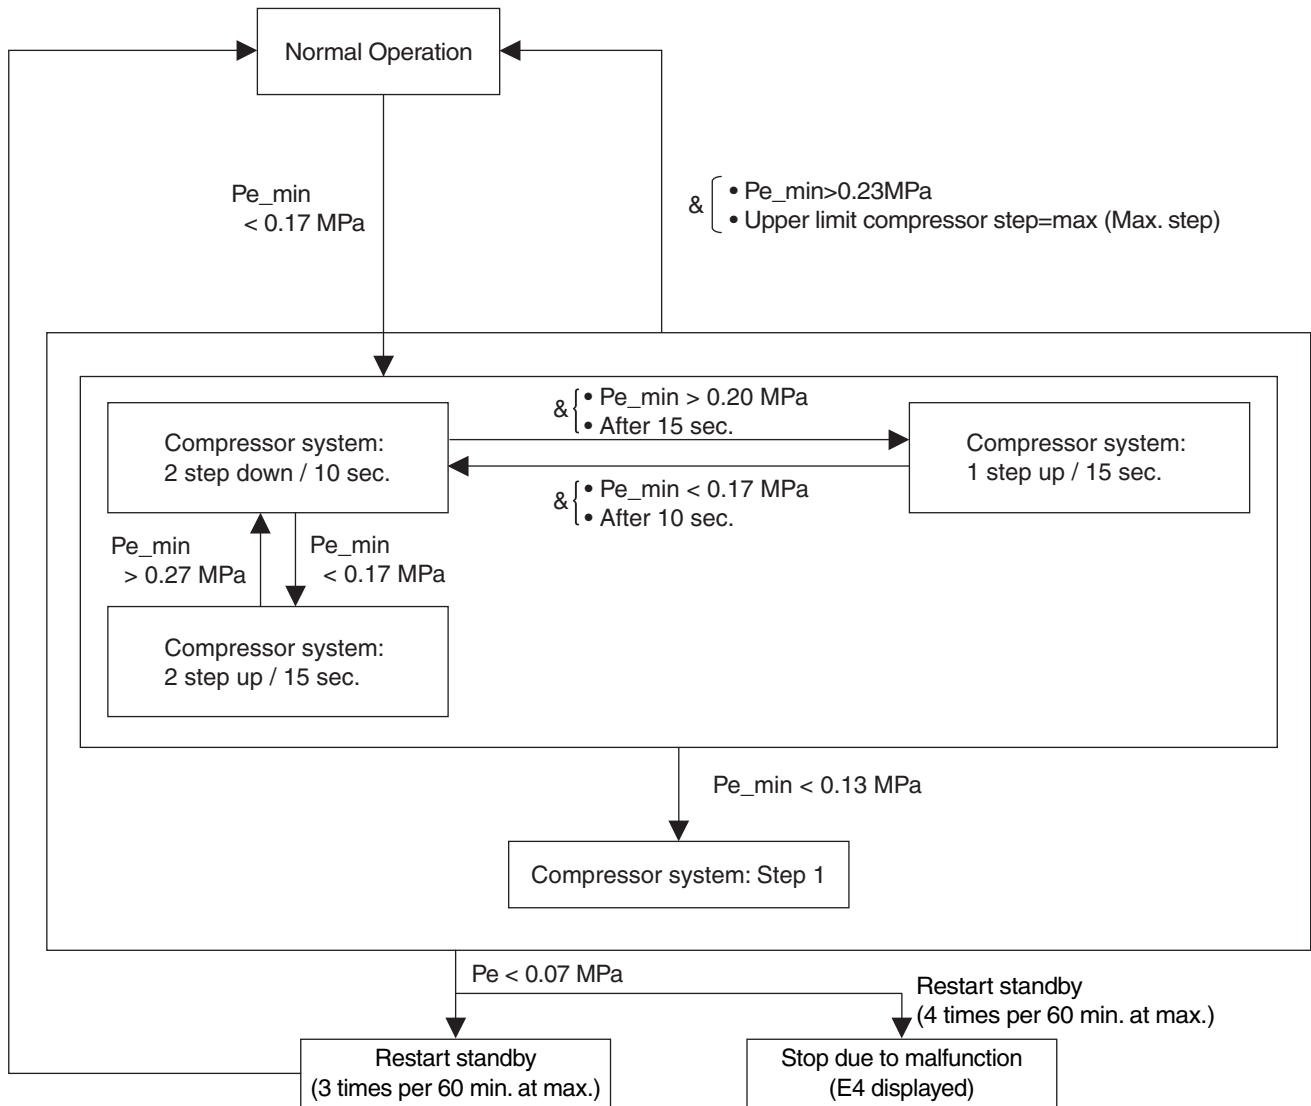 Normal Operation
Pe_min
< 0.17 MPa
& • Pe_min>0.23MPa
• Upper limit compressor step=max (Max. step)
& • Pe_min > 0.20 MPa
• After 15 sec.
Compressor system:
2 step down / 10 sec.
Compressor system:
1 step up / 15 sec.
& • Pe_min < 0.17 MPa
• After 10 sec.
Pe_min
> 0.27 MPa
Pe_min
< 0.17 MPa
Compressor system:
2 step up / 15 sec.
Pe_min < 0.13 MPa
Compressor system: Step 1
Pe < 0.07 MPa
Restart standby
(4 times per 60 min. at max.)
Restart standby
(3 times per 60 min. at max.)
Stop due to malfunction
(E4 displayed)